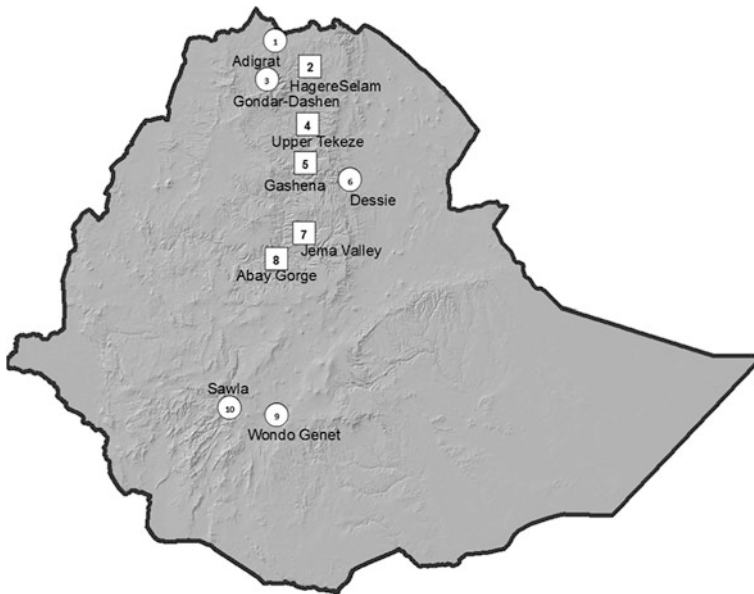 1
Adigrat
2
HagereSelam
3
Gondar-Dashen
4
Upper Tekeze
5
Gashena
6
Dessie
7
Jema Valley
8
Abay Gorge
Sawla
10
9
Wondo Genet